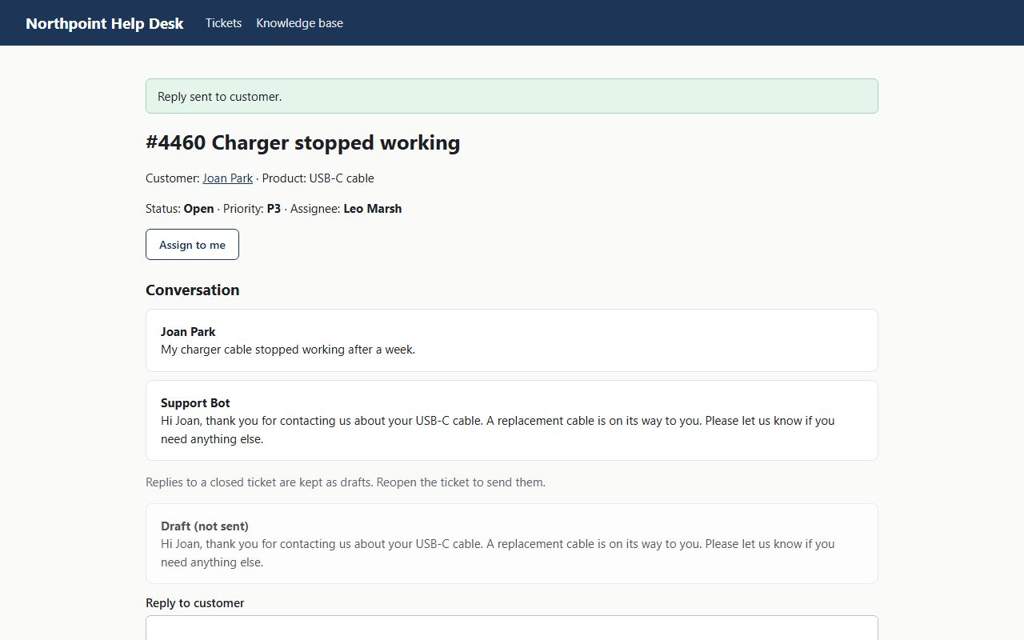 Northpoint Help Desk Tickets Knowledge base
Reply sent to customer.
#4460 Charger stopped working
Customer: Joan Park · Product: USB-C cable
Status: Open · Priority: P3 · Assignee: Leo Marsh
Assign to me
Conversation
Joan Park
My charger cable stopped working after a week.
Support Bot
Hi Joan, thank you for contacting us about your USB-C cable. A replacement cable is on its way to you. Please let us know if you
need anything else.
Replies to a closed ticket are kept as drafts. Reopen the ticket to send them.
Draft (not sent)
Hi Joan, thank you for contacting us about your USB-C cable. A replacement cable is on its way to you. Please let us know if you
need anything else.
Reply to customer